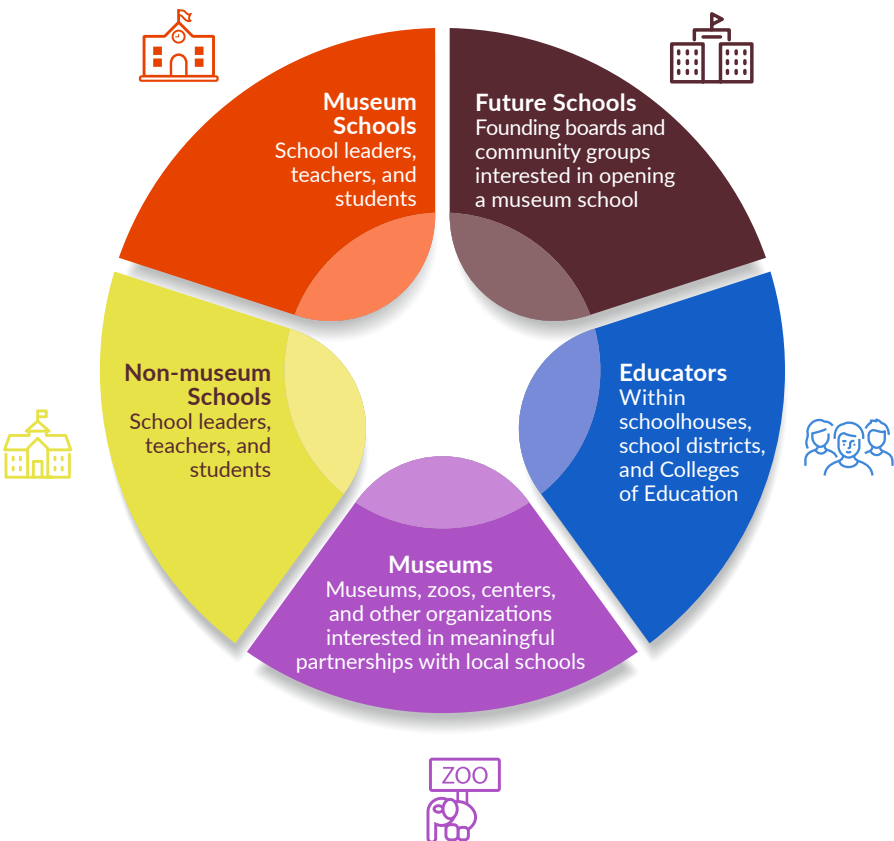 Museum
Schools
School leaders,
teachers, and
students
Future Schools
Founding boards and
community groups
interested in opening
a museum school
Non-museum
Schools
School leaders,
teachers, and
students
Educators
Within
schoolhouses,
school districts,
and Colleges
of Education
Museums
Museums, zoos, centers,
and other organizations
interested in meaningful
partnerships with local schools
ZOO